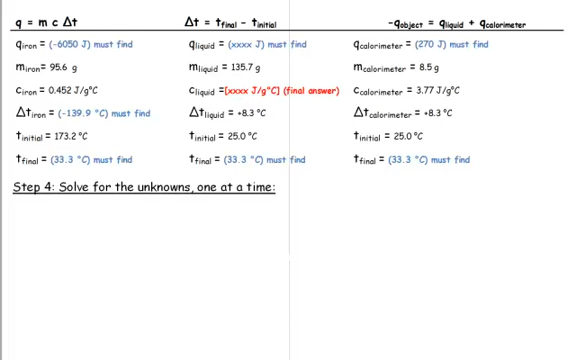 q = m c Δt Δt = tfinal - tinitial -qobject = qliquid + qcalorimeter
qiron = (-6050 J) must find qliquid = (xxxx J) must find qcalorimeter = (270 J) must find
miron= 95.6 g mliquid = 135.7 g mcalorimeter = 8.5 g
ciron = 0.452 J/g°C cliquid =[xxxx J/g°C] (final answer) ccalorimeter = 3.77 J/g°C
Δtiron = (-139.9 °C) must find Δtliquid = +8.3 °C Δtcalorimeter = +8.3 °C
tinitial = 173.2 °C tinitial = 25.0 °C tinitial = 25.0 °C
tfinal = (33.3 °C) must find tfinal = (33.3 °C) must find tfinal = (33.3 °C) must find
Step 4: Solve for the unknowns, one at a time: